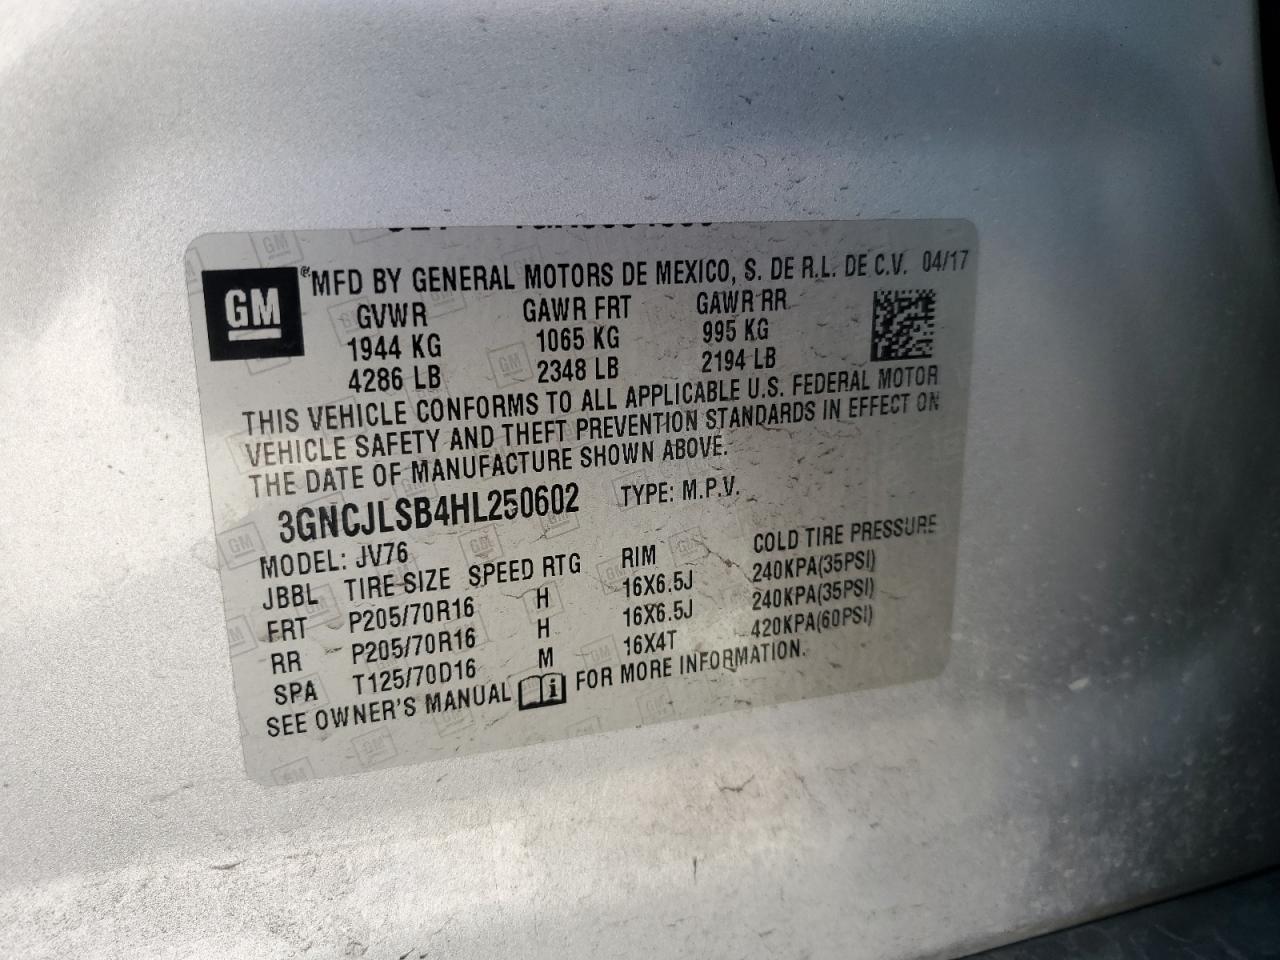 GM
®MFD BY GENERAL MOTORS DE MEXICO, S. DE R.L. DE C.V. 04/17
GVWR GAWR FRT GAWR RR
1944 KG 1065 KG 995 KG
4286 LB 2348 LB 2194 LB
THIS VEHICLE CONFORMS TO ALL APPLICABLE U.S. FEDERAL MOTOR
VEHICLE SAFETY AND THEFT PREVENTION STANDARDS IN EFFECT ON
THE DATE OF MANUFACTURE SHOWN ABOVE.
3GNCJLSB4HL250602 TYPE: M.P.V.
MODEL: JV76
JBBL TIRE SIZE SPEED RTG RIM COLD TIRE PRESSURE
FRT P205/70R16 H 16X6.5J 240KPA(35PSI)
RR P205/70R16 H 16X6.5J 240KPA(35PSI)
SPA T125/70D16 M 16X4T 420KPA(60PSI)
SEE OWNER'S MANUAL i FOR MORE INFORMATION.